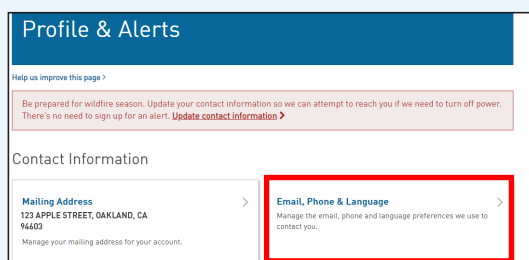 Profile & Alerts
Help us improve this page >
Be prepared for wildfire season. Update your contact information so we can attempt to reach you if we need to turn off power.
There's no need to sign up for an alert. Update contact information >
Contact Information
Mailing Address >
123 APPLE STREET, OAKLAND, CA
94603
Manage your mailing address for your account.
Email, Phone & Language >
Manage the email, phone and language preferences we use to
contact you.